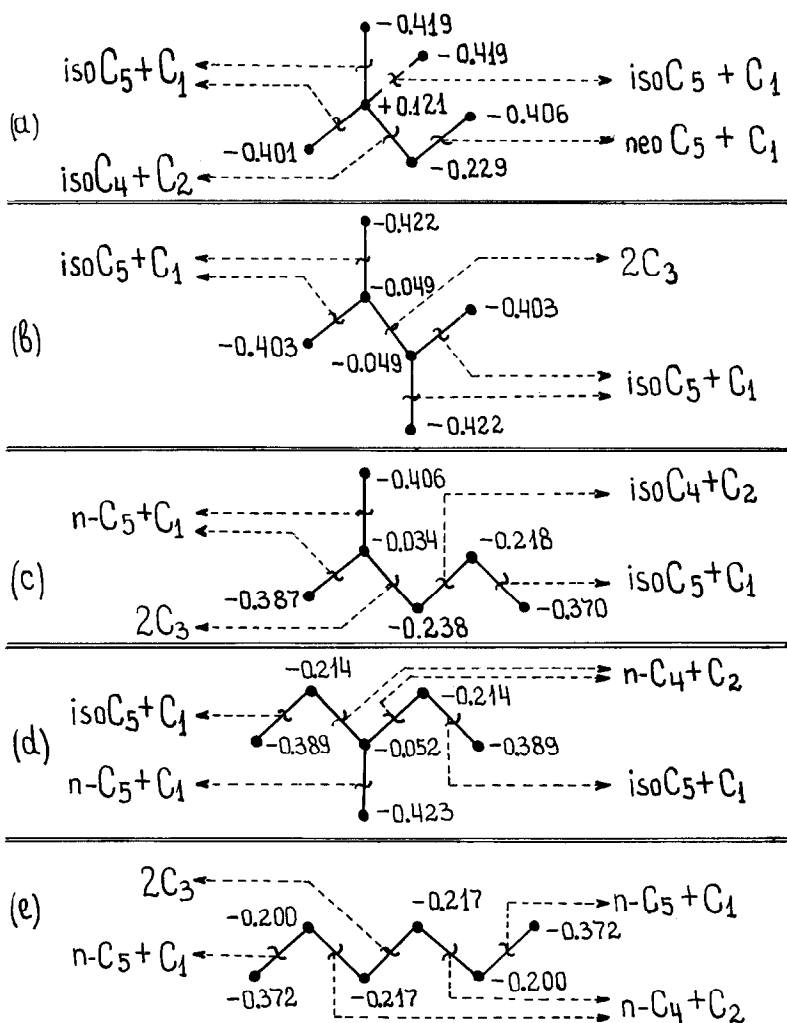 -0.419
isoC5+C1
-0.419
isoC5+C1
(a)
+0.121
-0.406
-0.401
neoC5+C1
isoC4+C2
-0.229
-0.422
isoC5+C1
2C3
-0.049
-0.403
(b)
-0.403
-0.049
isoC5+C1
-0.422
-0.406
isoC4+C2
n-C5+C1
-0.034
-0.218
(c)
isoC5+C1
-0.387
-0.370
2C3
-0.238
-0.214
n-C4+C2
-0.214
isoC5+C1
(d)
-0.389
-0.052
-0.389
n-C5+C1
isoC5+C1
-0.423
2C3
(e)
-0.217
n-C5+C1
-0.200
-0.372
n-C5+C1
-0.372
-0.217
-0.200
n-C4+C2